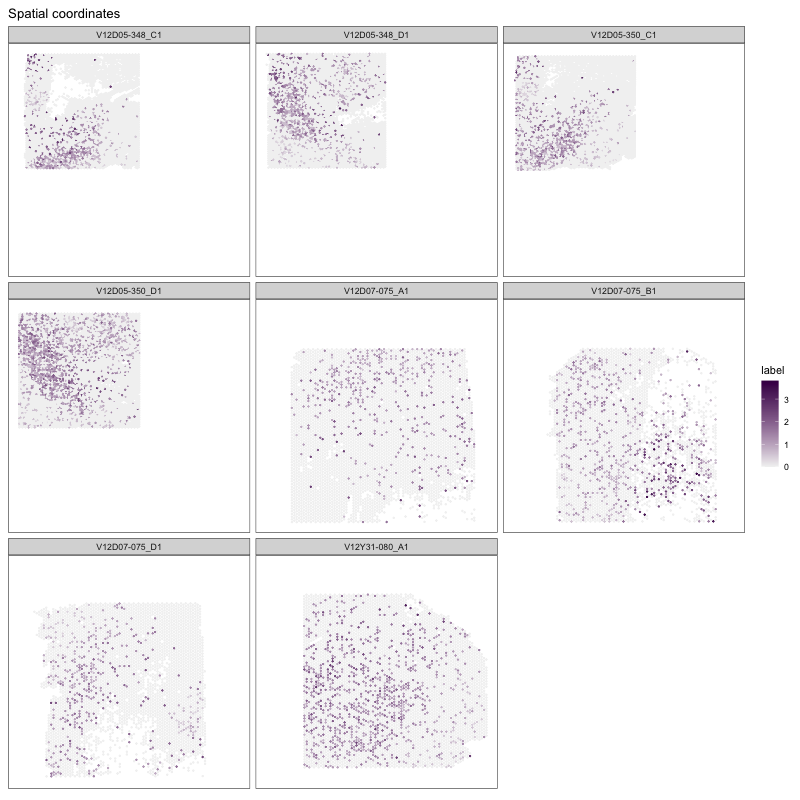 Spatial coordinates
V12D05-348_C1
V12D05-348_D1
V12D05-350_C1
V12D05-350_D1
V12D07-075_A1
V12D07-075_B1
label
3
2
1
0
V12D07-075_D1
V12Y31-080_A1